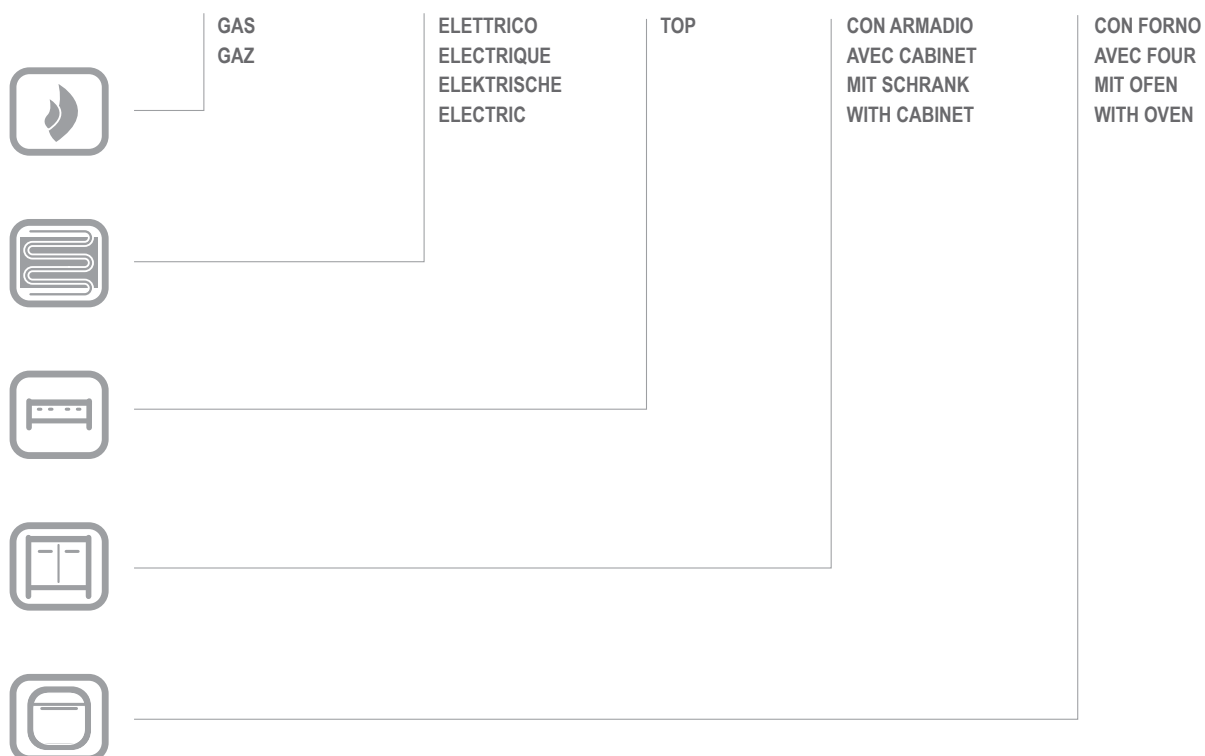 GAS
GAZ
ELETTRICO
ELECTRIQUE
ELEKTRISCHE
ELECTRIC
TOP
CON ARMADIO
AVEC CABINET
MIT SCHRANK
WITH CABINET
CON FORNO
AVEC FOUR
MIT OFEN
WITH OVEN